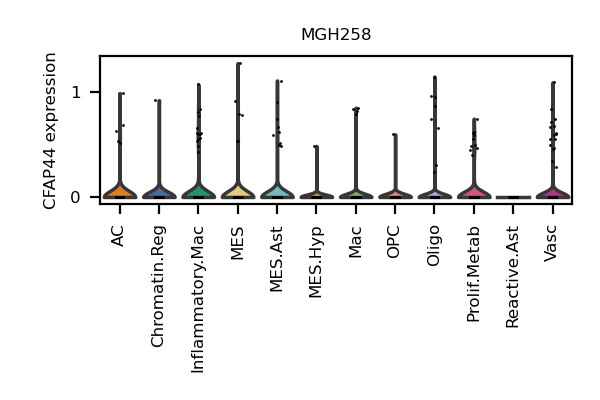 MGH258
CFAP44 expression
1
0
AC
Chromatin.Reg
Inflammatory.Mac
MES
MES.Ast
MES.Hyp
Mac
OPC
Oligo
Prolif.Metab
Reactive.Ast
Vasc